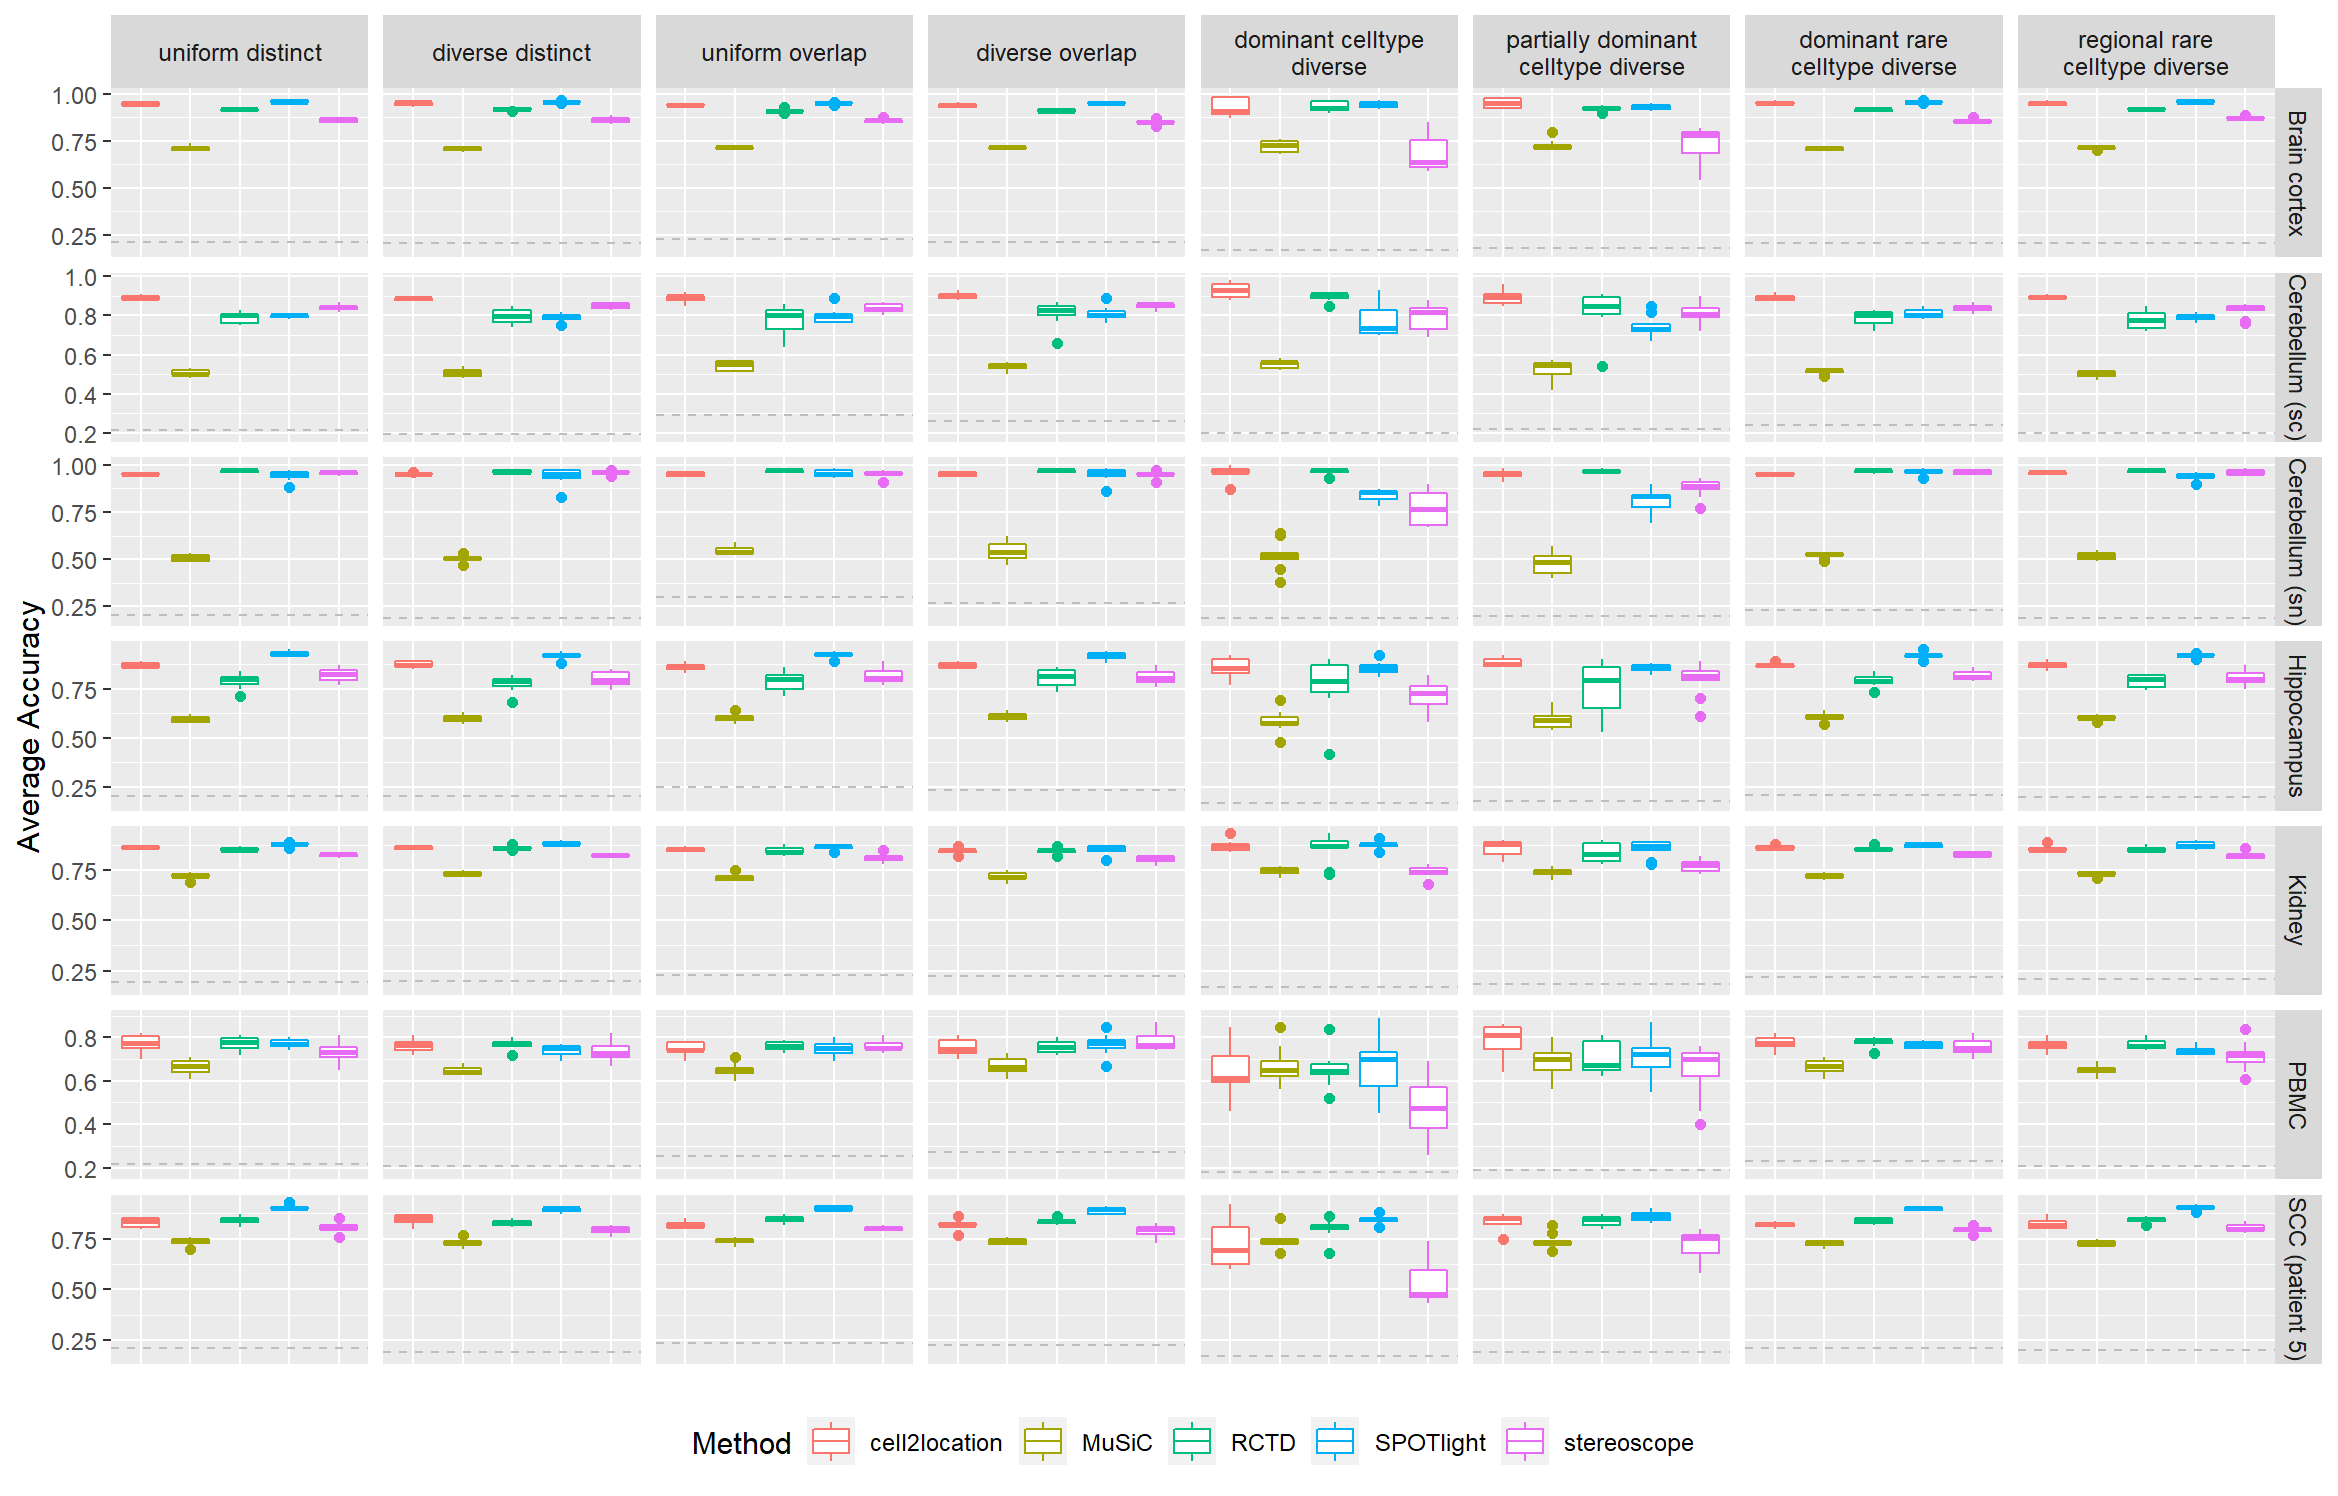 uniform distinct
diverse distinct
uniform overlap
diverse overlap
dominant celltype
diverse
partially dominant
celltype diverse
dominant rare
celltype diverse
regional rare
celltype diverse
1.00
0.75
0.50
0.25
Brain cortex
1.0
0.8
0.6
0.4
0.2
Cerebellum (sc)
1.00
0.75
0.50
0.25
Cerebellum (sn)
0.75
0.50
0.25
Hippocampus
0.75
0.50
0.25
Kidney
0.8
0.6
0.4
0.2
PBMC
0.75
0.50
0.25
SCC (patient 5)
Average Accuracy
Method
cell2location
MuSiC
RCTD
SPOTlight
stereoscope